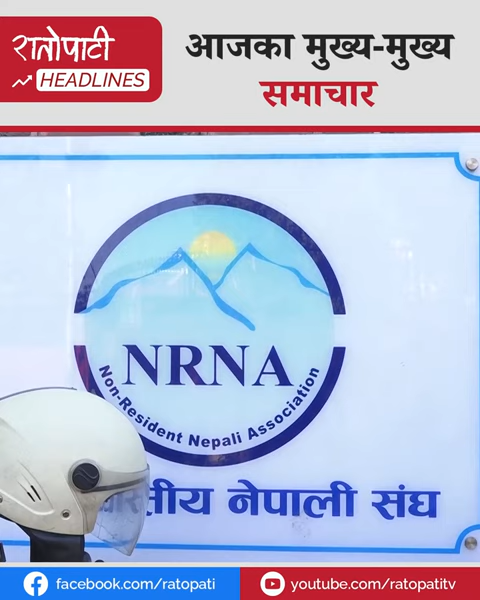 रातोपाटी
HEADLINES
आजका मुख्य-मुख्य
समाचार
NRNA
Non-Resident Nepali Association
नेपाली संघ
facebook.com/ratopati
youtube.com/ratopatitv